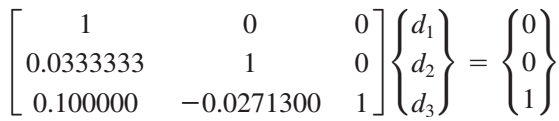 1 0 0 d₁ 0
0.0333333 1 0 d₂ = 0
0.100000 −0.0271300 1 d₃ 1